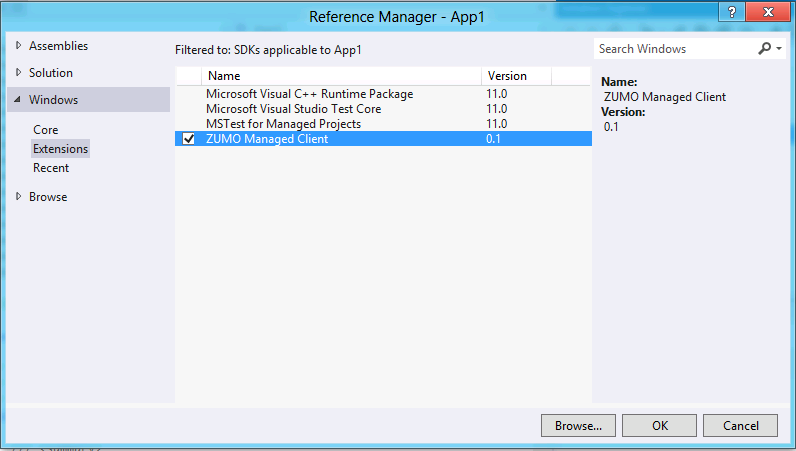 Reference Manager - App1
?
X
Assemblies
Solution
Windows
Core
Extensions
Recent
Browse
Filtered to: SDKs applicable to App1
Name Version
Microsoft Visual C++ Runtime Package 11.0
Microsoft Visual Studio Test Core 11.0
MSTest for Managed Projects 11.0
ZUMO Managed Client 0.1
Search Windows
Name:
ZUMO Managed Client
Version:
0.1
Browse... OK Cancel